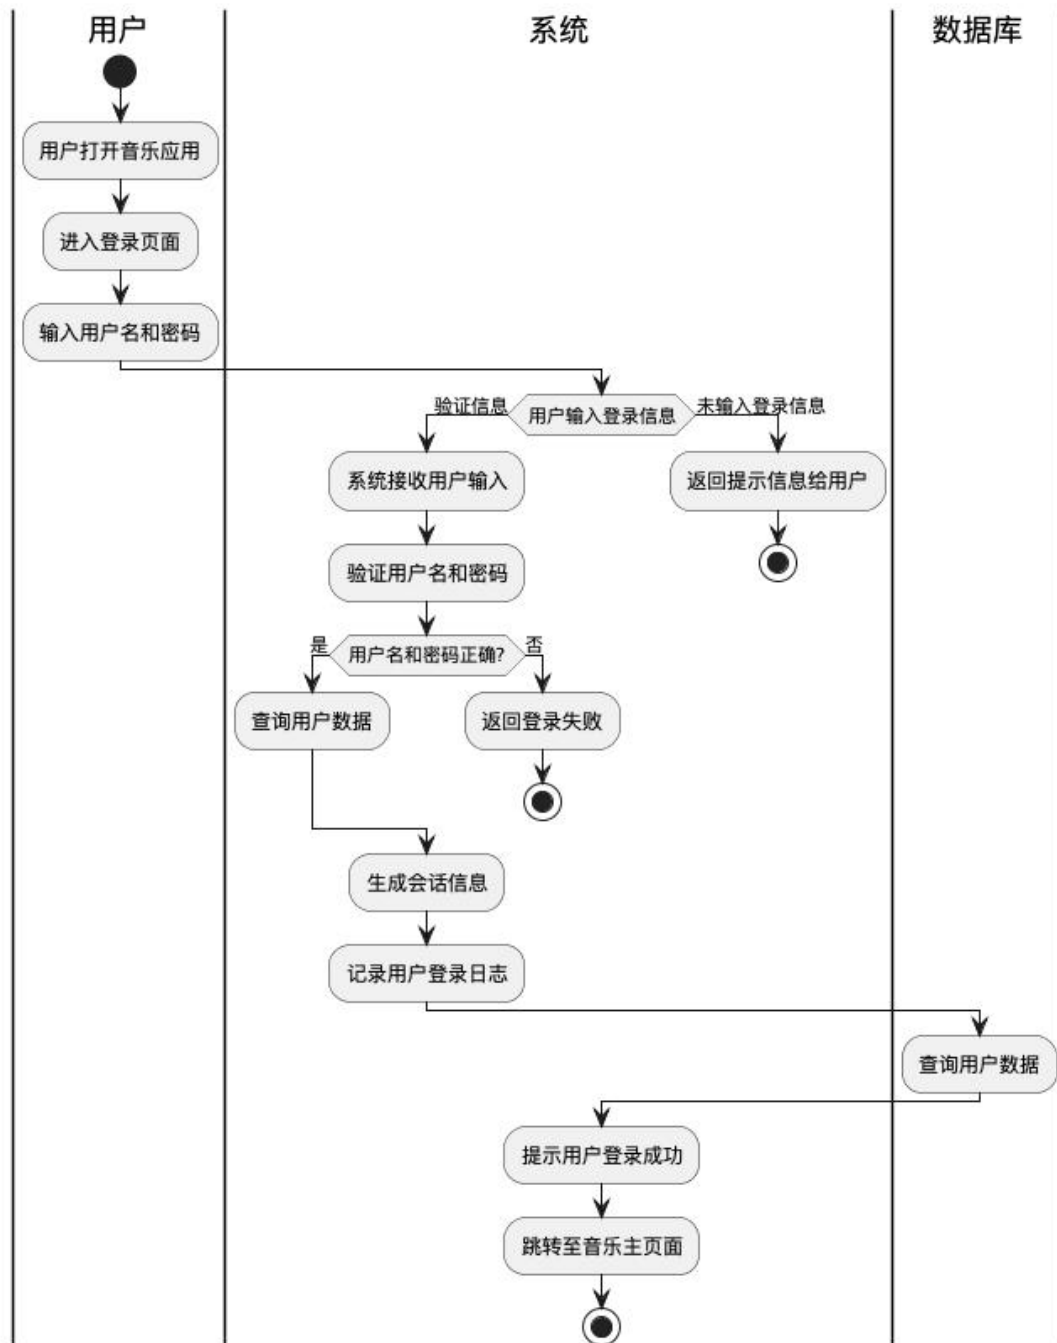 用户
系统
数据库
用户打开音乐应用
进入登录页面
输入用户名和密码
验证信息
用户输入登录信息
未输入登录信息
系统接收用户输入
返回提示信息给用户
验证用户名和密码
是
用户名和密码正确?
否
查询用户数据
返回登录失败
生成会话信息
记录用户登录日志
查询用户数据
提示用户登录成功
跳转至音乐主页面